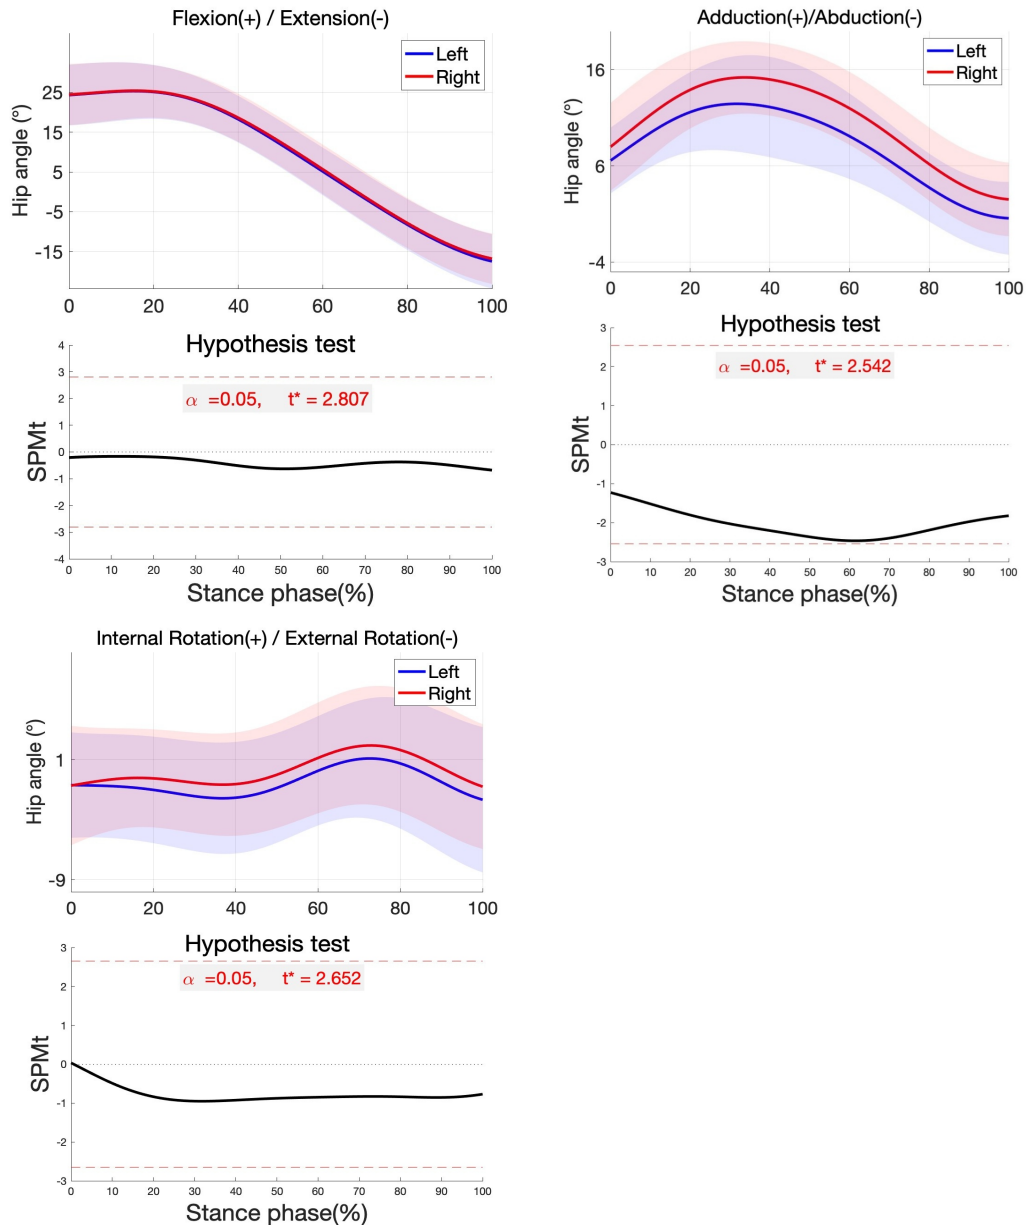 Flexion(+) / Extension(-)
Hip angle (°)
25
15
5
-5
-15
Left
Right
0 20 40 60 80 100
Hypothesis test
SPMt
4
3
2
1
0
-1
-2
-3
-4
α =0.05, t* = 2.807
0 10 20 30 40 50 60 70 80 90 100
Stance phase(%)
Adduction(+)/Abduction(-)
Hip angle (°)
16
6
-4
Left
Right
0 20 40 60 80 100
Hypothesis test
SPMt
3
2
1
0
-1
-2
-3
α =0.05, t* = 2.542
0 10 20 30 40 50 60 70 80 90 100
Stance phase(%)
Internal Rotation(+) / External Rotation(-)
Hip angle (°)
1
-9
Left
Right
0 20 40 60 80 100
Hypothesis test
SPMt
3
2
1
0
-1
-2
-3
α =0.05, t* = 2.652
0 10 20 30 40 50 60 70 80 90 100
Stance phase(%)